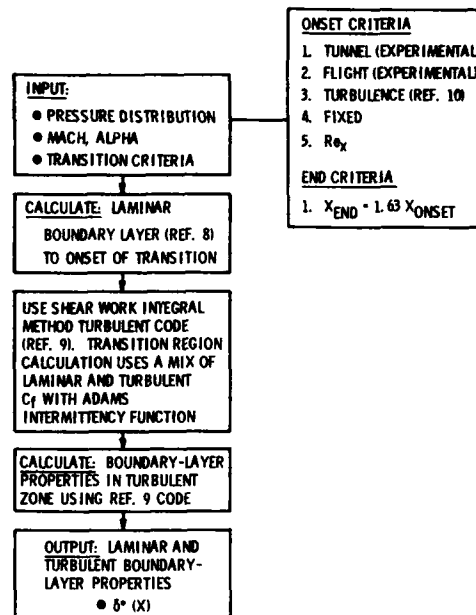 INPUT:
● PRESSURE DISTRIBUTION
● MACH, ALPHA
● TRANSITION CRITERIA
ONSET CRITERIA
1. TUNNEL (EXPERIMENTAL
2. FLIGHT (EXPERIMENTAL
3. TURBULENCE (REF. 10)
4. FIXED
5. Rex
END CRITERIA
1. XEND = 1.63 XONSET
CALCULATE: LAMINAR
BOUNDARY LAYER (REF. 8)
TO ONSET OF TRANSITION
USE SHEAR WORK INTEGRAL
METHOD TURBULENT CODE
(REF. 9). TRANSITION REGION
CALCULATION USES A MIX OF
LAMINAR AND TURBULENT
Cf WITH ADAMS
INTERMITTENCY FUNCTION
CALCULATE: BOUNDARY-LAYER
PROPERTIES IN TURBULENT
ZONE USING REF. 9 CODE
OUTPUT: LAMINAR AND
TURBULENT BOUNDARY-
LAYER PROPERTIES
● δ* (X)